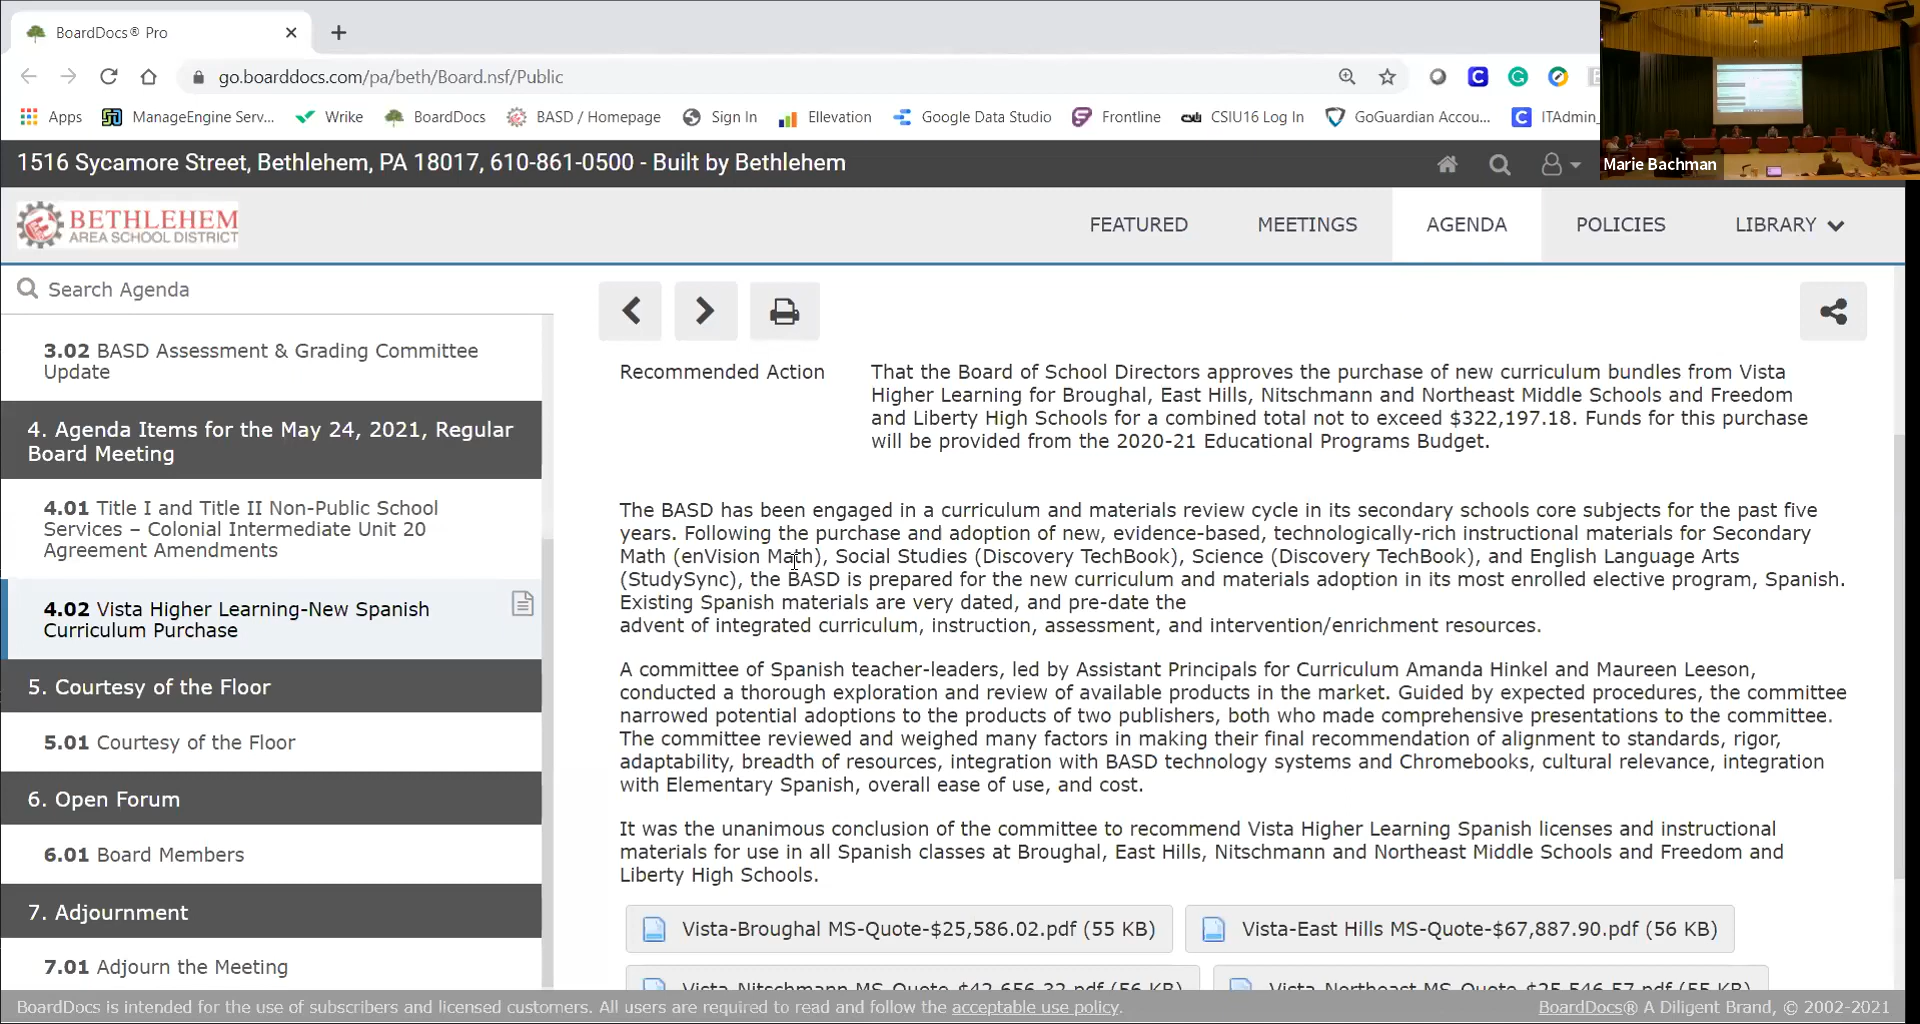 BoardDocs® Pro
go.boarddocs.com/pa/beth/Board.nsf/Public
Apps ManageEngine Serv... Wrike BoardDocs BASD / Homepage Sign In Ellevation Google Data Studio Frontline CSIU16 Log In GoGuardian Accou... ITAdmin
Marie Bachman
1516 Sycamore Street, Bethlehem, PA 18017, 610-861-0500 - Built by Bethlehem
BETHLEHEM
AREA SCHOOL DISTRICT
FEATURED MEETINGS AGENDA POLICIES LIBRARY
Search Agenda
3.02 BASD Assessment & Grading Committee
Update
4. Agenda Items for the May 24, 2021, Regular
Board Meeting
4.01 Title I and Title II Non-Public School
Services – Colonial Intermediate Unit 20
Agreement Amendments
4.02 Vista Higher Learning-New Spanish
Curriculum Purchase
5. Courtesy of the Floor
5.01 Courtesy of the Floor
6. Open Forum
6.01 Board Members
7. Adjournment
7.01 Adjourn the Meeting
Recommended Action
That the Board of School Directors approves the purchase of new curriculum bundles from Vista
Higher Learning for Broughal, East Hills, Nitschmann and Northeast Middle Schools and Freedom
and Liberty High Schools for a combined total not to exceed $322,197.18. Funds for this purchase
will be provided from the 2020-21 Educational Programs Budget.
The BASD has been engaged in a curriculum and materials review cycle in its secondary schools core subjects for the past five
years. Following the purchase and adoption of new, evidence-based, technologically-rich instructional materials for Secondary
Math (enVision Math), Social Studies (Discovery TechBook), Science (Discovery TechBook), and English Language Arts
(StudySync), the BASD is prepared for the new curriculum and materials adoption in its most enrolled elective program, Spanish.
Existing Spanish materials are very dated, and pre-date the
advent of integrated curriculum, instruction, assessment, and intervention/enrichment resources.
A committee of Spanish teacher-leaders, led by Assistant Principals for Curriculum Amanda Hinkel and Maureen Leeson,
conducted a thorough exploration and review of available products in the market. Guided by expected procedures, the committee
narrowed potential adoptions to the products of two publishers, both who made comprehensive presentations to the committee.
The committee reviewed and weighed many factors in making their final recommendation of alignment to standards, rigor,
adaptability, breadth of resources, integration with BASD technology systems and Chromebooks, cultural relevance, integration
with Elementary Spanish, overall ease of use, and cost.
It was the unanimous conclusion of the committee to recommend Vista Higher Learning Spanish licenses and instructional
materials for use in all Spanish classes at Broughal, East Hills, Nitschmann and Northeast Middle Schools and Freedom and
Liberty High Schools.
Vista-Broughal MS-Quote-$25,586.02.pdf (55 KB) Vista-East Hills MS-Quote-$67,887.90.pdf (56 KB)
Vista-Nitschmann MS-Quote-$42,656.32.pdf (56 KB) Vista-Northeast MS-Quote-$25,546.57.pdf (55 KB)
BoardDocs is intended for the use of subscribers and licensed customers. All users are required to read and follow the acceptable use policy. BoardDocs® A Diligent Brand, © 2002-2021